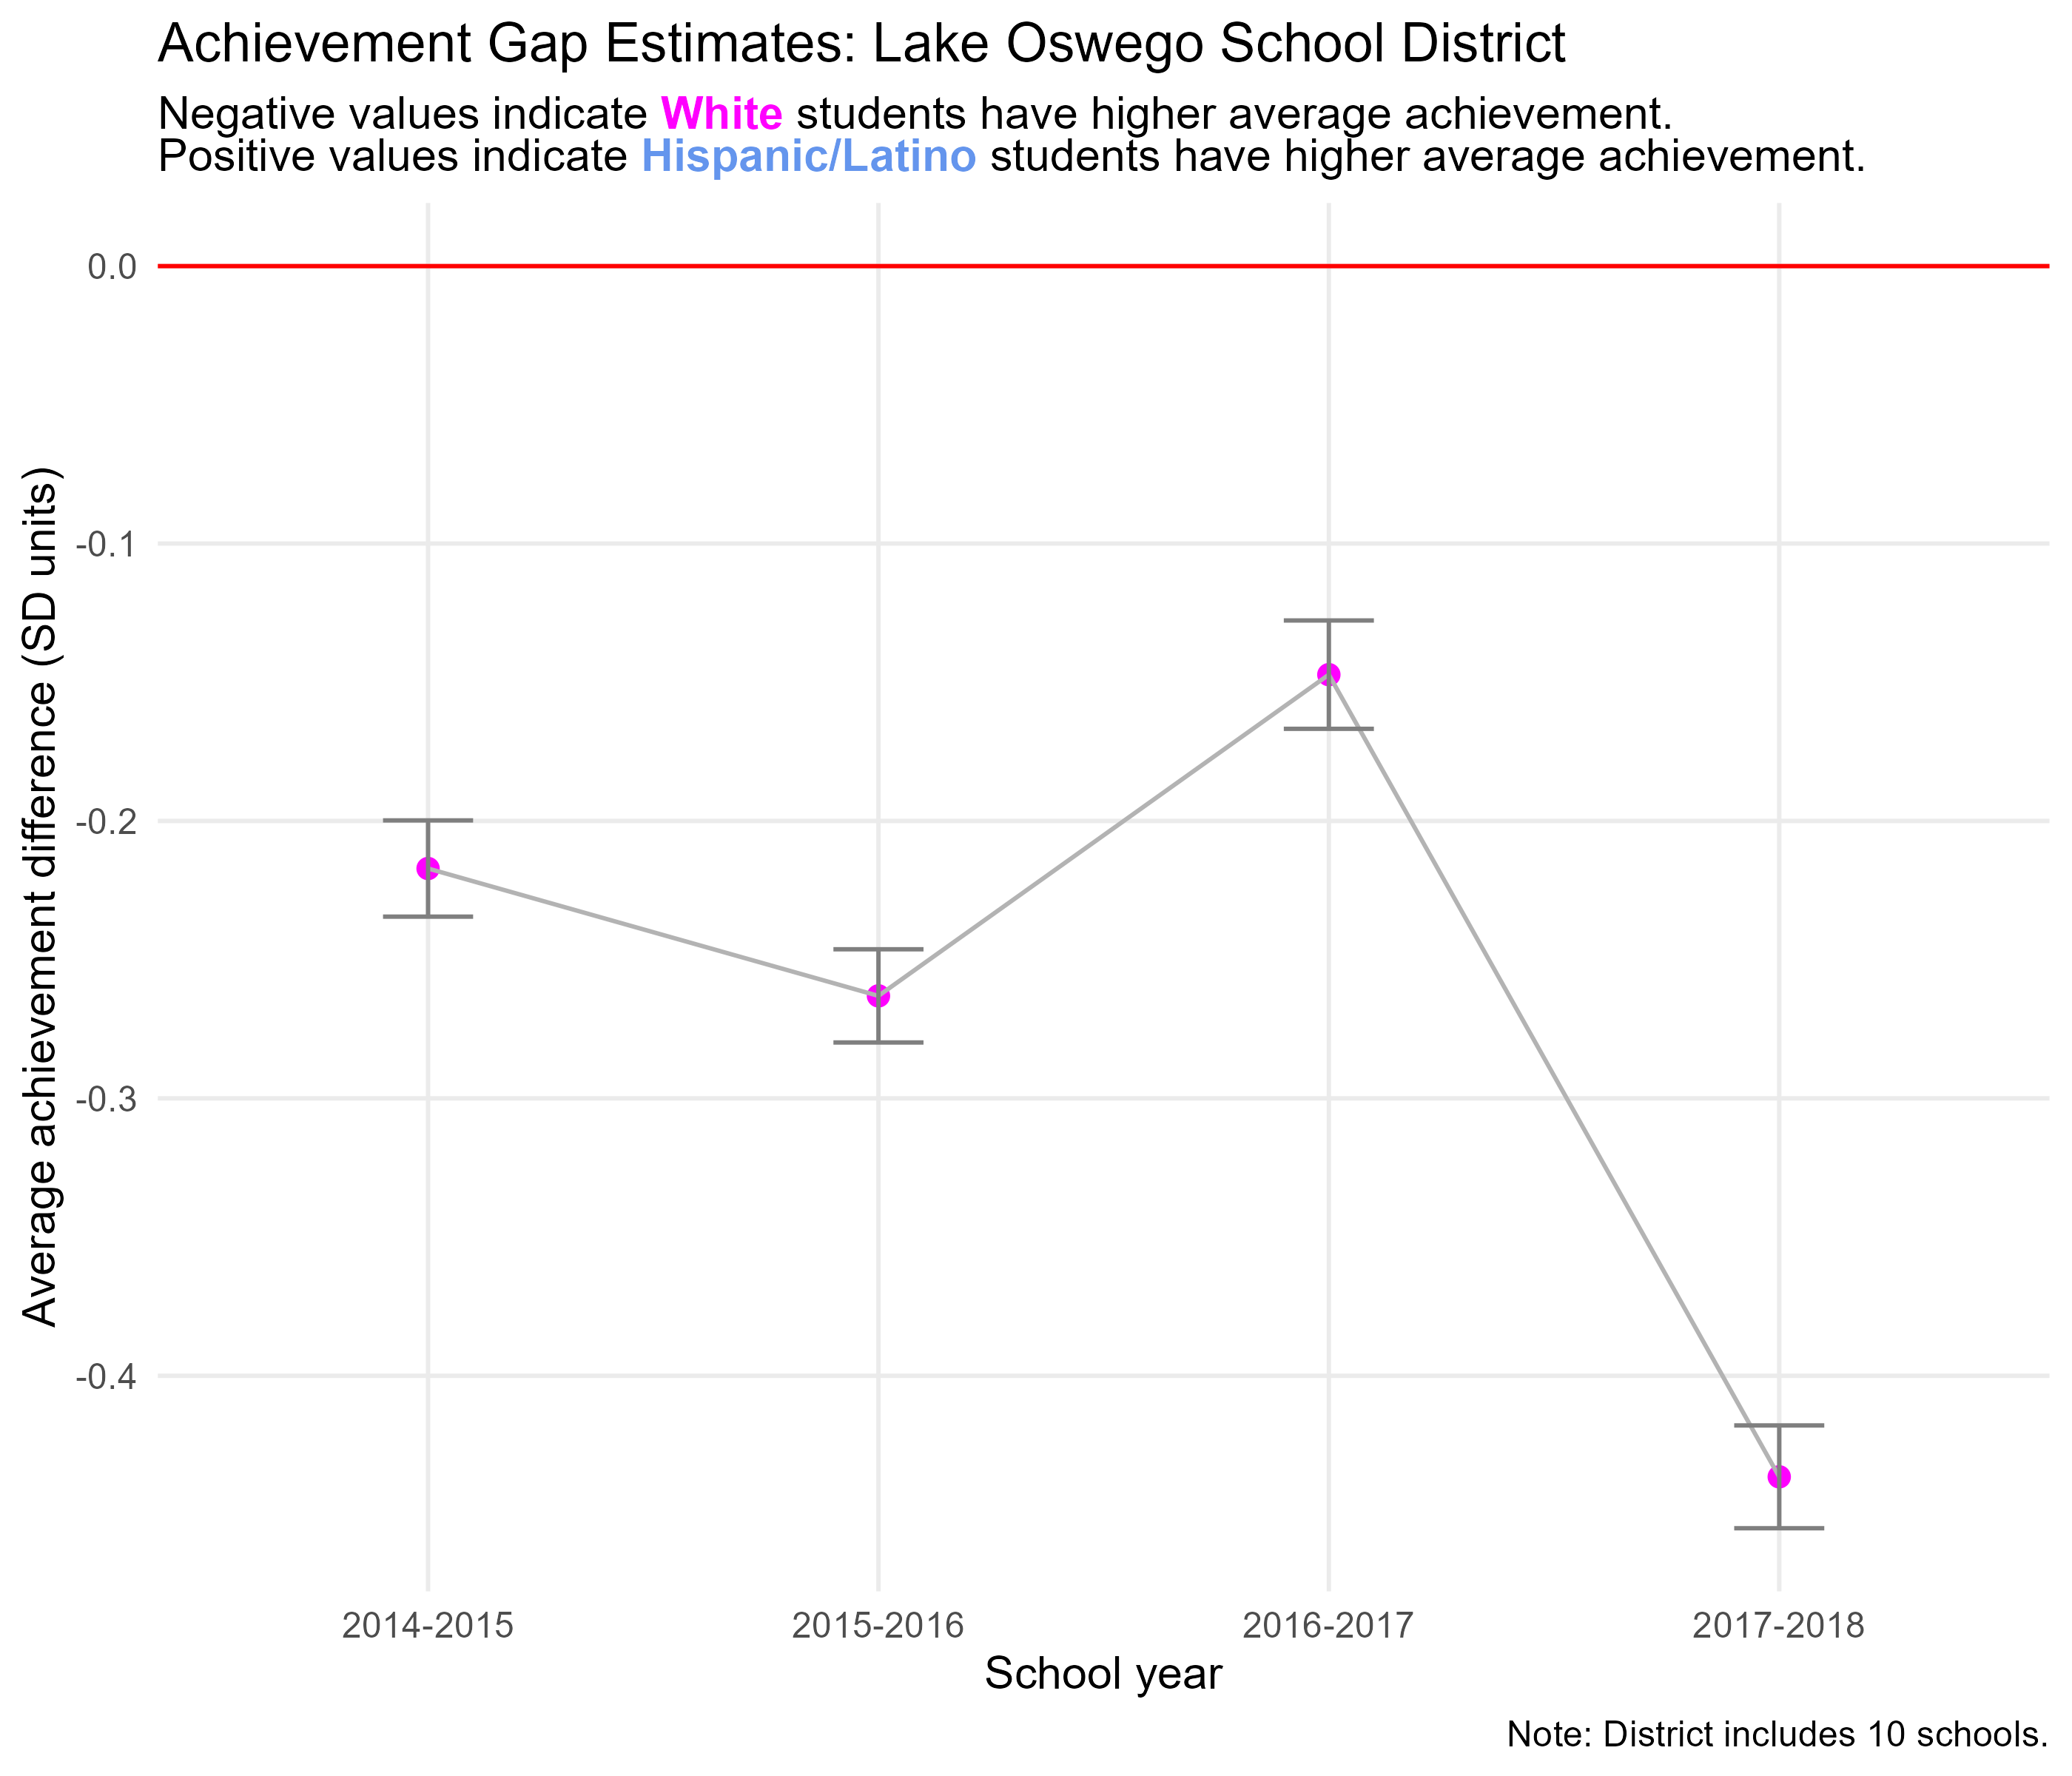 Achievement Gap Estimates: Lake Oswego School District
Negative values indicate White students have higher average achievement.
Positive values indicate Hispanic/Latino students have higher average achievement.
Average achievement difference (SD units)
0.0
-0.1
-0.2
-0.3
-0.4
2014-2015
2015-2016
2016-2017
2017-2018
School year
Note: District includes 10 schools.